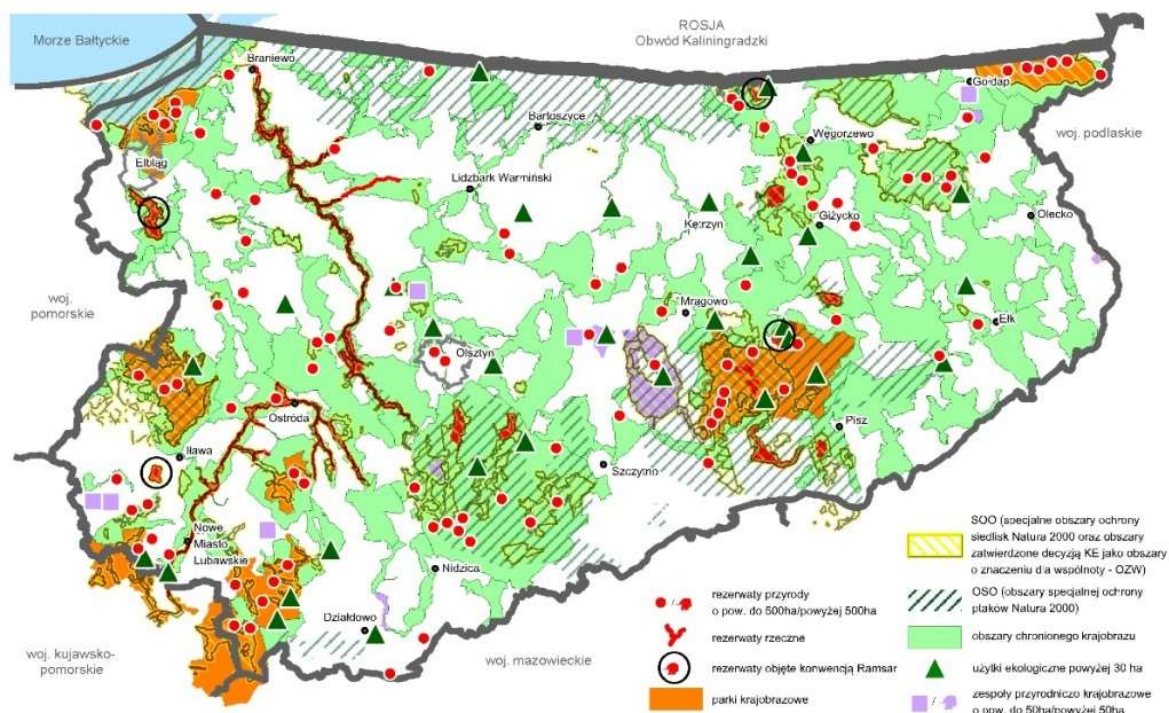 Morze Bałtyckie
ROSJA
Obwód Kaliningradzki
Braniewo
Gołdap
Bartoszyce
Węgorzewo
woj. podlaskie
Elbląg
Lidzbark Warmiński
Kętrzyn
Giżycko
Olecko
woj.
pomorskie
Mrągowo
Ełk
Olsztyn
Ostróda
Pisz
Iława
Szczytno
Nowe
Miasto
Lubawskie
Nidzica
Działdowo
woj. kujawsko-
pomorskie
woj. mazowieckie
rezerwaty przyrody
o pow. do 500ha/powyżej 500ha
rezerwaty rzeczne
rezerwaty objęte konwencją Ramsar
parki krajobrazowe
SOO (specjalne obszary ochrony
siedlisk Natura 2000 oraz obszary
zatwierdzone decyzją KE jako obszary
o znaczeniu dla wspólnoty - OZW)
OSO (obszary specjalnej ochrony
ptaków Natura 2000)
obszary chronionego krajobrazu
użytki ekologiczne powyżej 30 ha
zespoły przyrodniczo krajobrazowe
o pow. do 50ha/powyżej 50ha